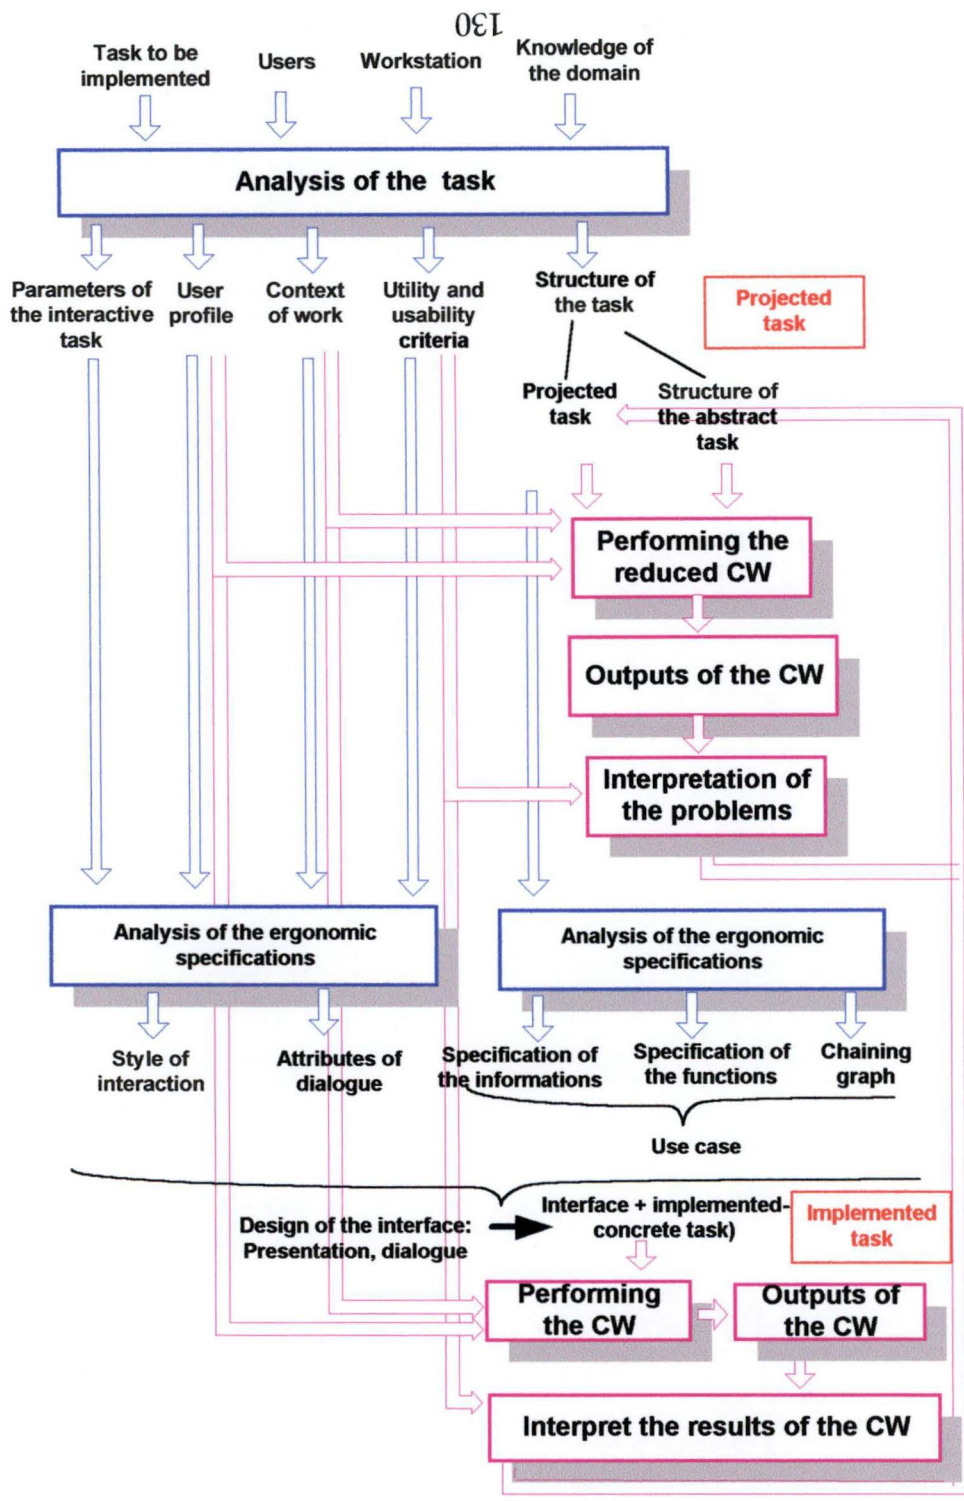 130
Task to be
implemented
Users
Workstation
Knowledge of
the domain
Analysis of the task
Parameters of
the interactive
task
User
profile
Context
of work
Utility and
usability
criteria
Structure of
the task
Projected
task
Projected
task
Structure of
the abstract
task
Performing the
reduced CW
Outputs of the CW
Interpretation of
the problems
Analysis of the ergonomic
specifications
Analysis of the ergonomic
specifications
Style of
interaction
Attributes of
dialogue
Specification of
the informations
Specification of
the functions
Chaining
graph
Use case
Design of the interface:
Presentation, dialogue
Interface + implemented-
concrete task)
Implemented
task
Performing
the CW
Outputs of
the CW
Interpret the results of the CW